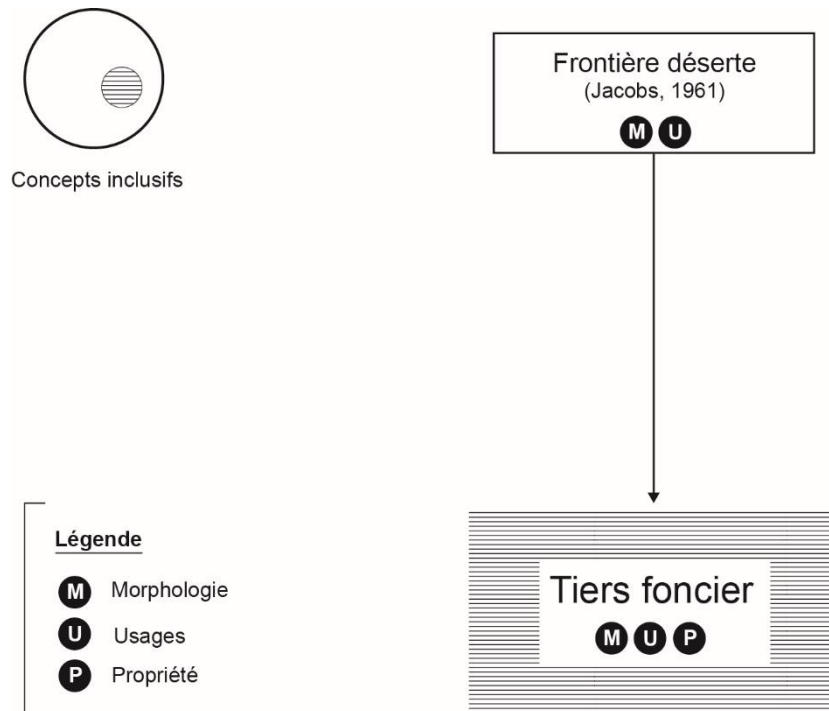 Frontière déserte
(Jacobs, 1961)
M U
Concepts inclusifs
Légende
M Morphologie
U Usages
P Propriété
Tiers foncier
M U P